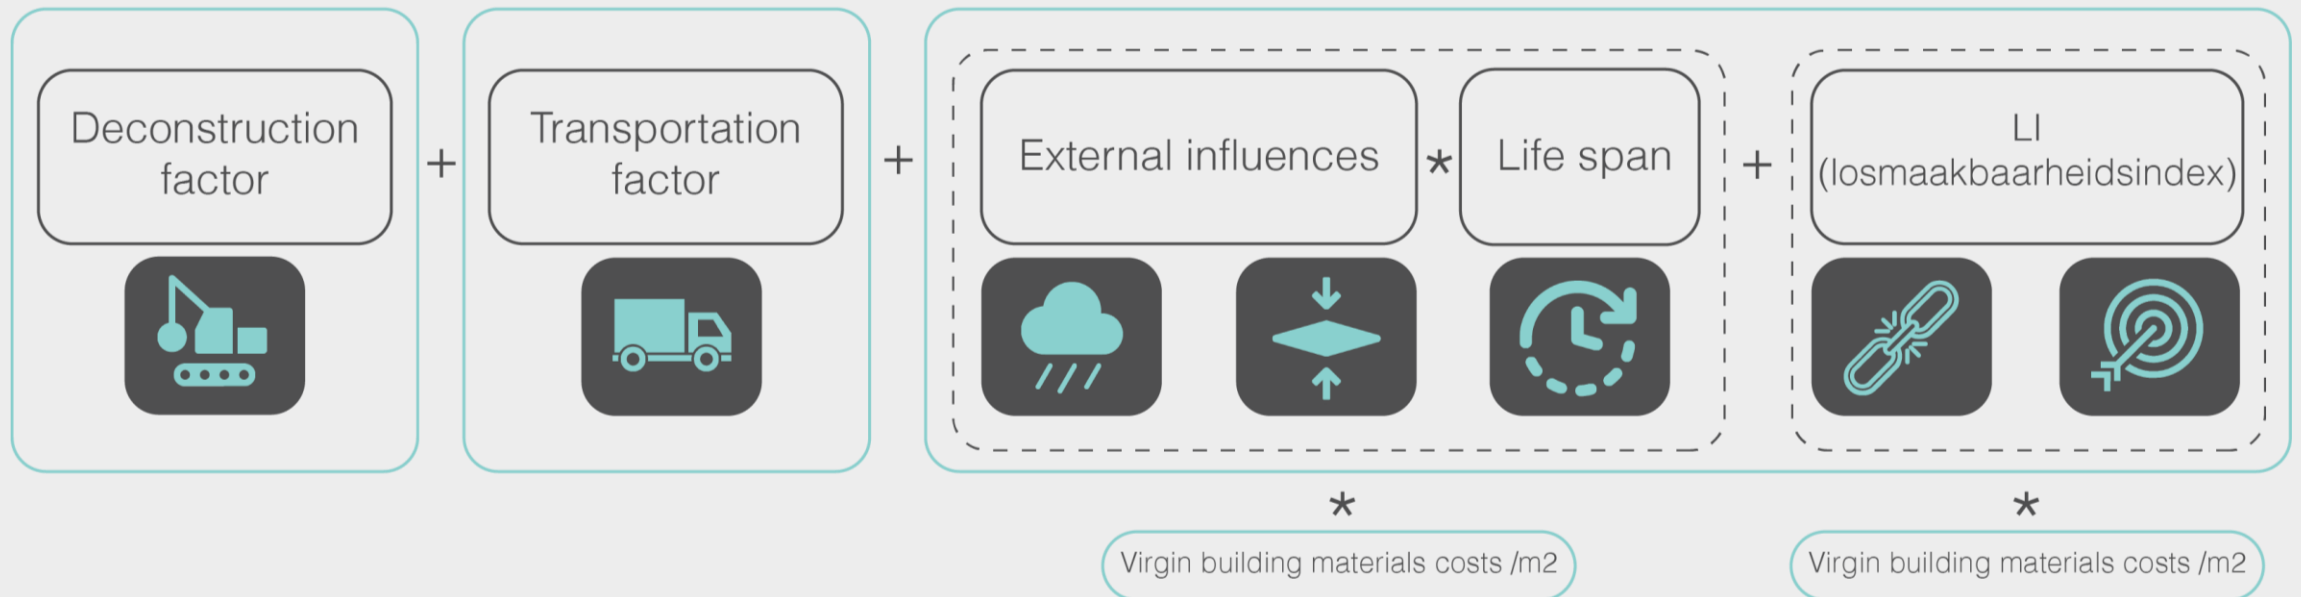 Deconstruction
factor
+
Transportation
factor
+
External influences
*
Life span
+
LI
(losmaakbaarheidsindex)
*
*
Virgin building materials costs /m2
Virgin building materials costs /m2